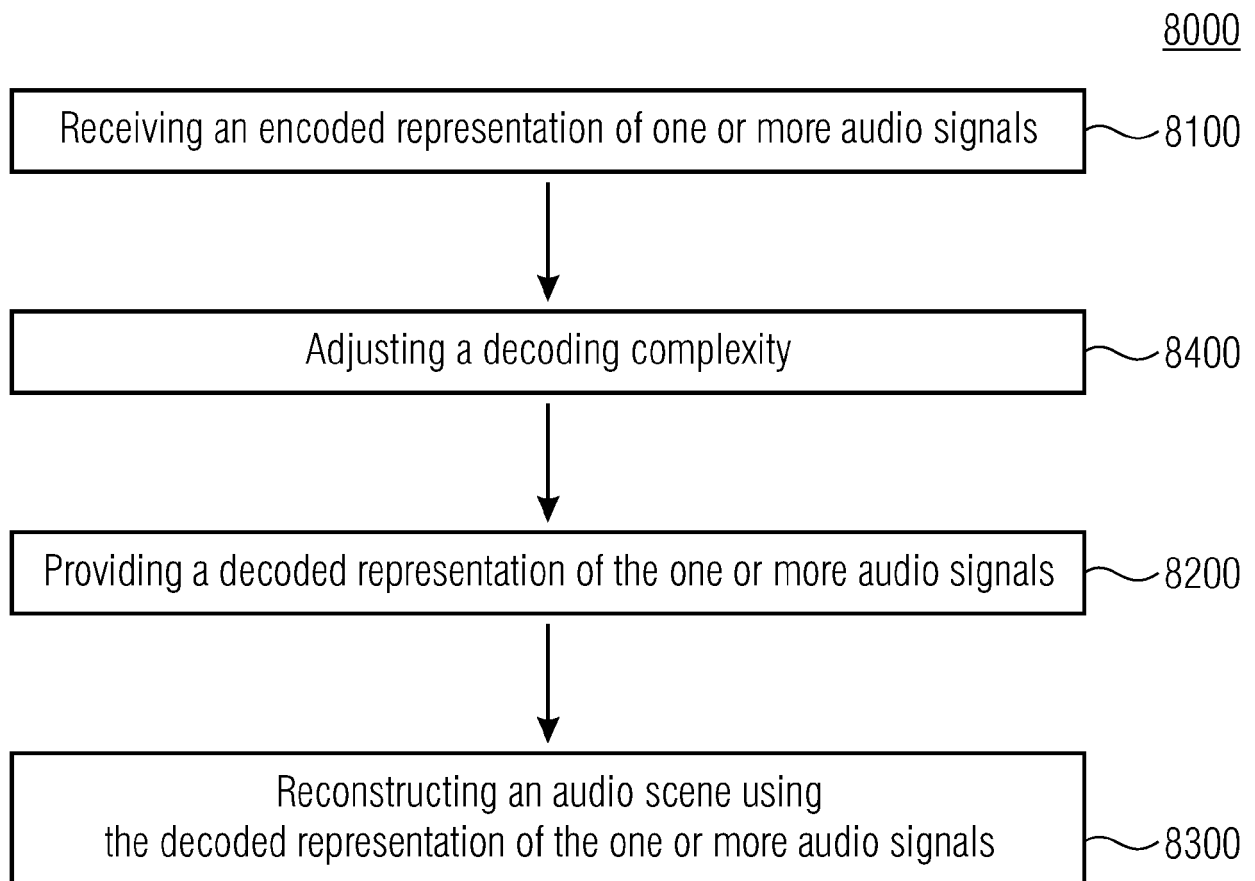 8000
Receiving an encoded representation of one or more audio signals
8100
Adjusting a decoding complexity
8400
Providing a decoded representation of the one or more audio signals
8200
Reconstructing an audio scene using
the decoded representation of the one or more audio signals
8300